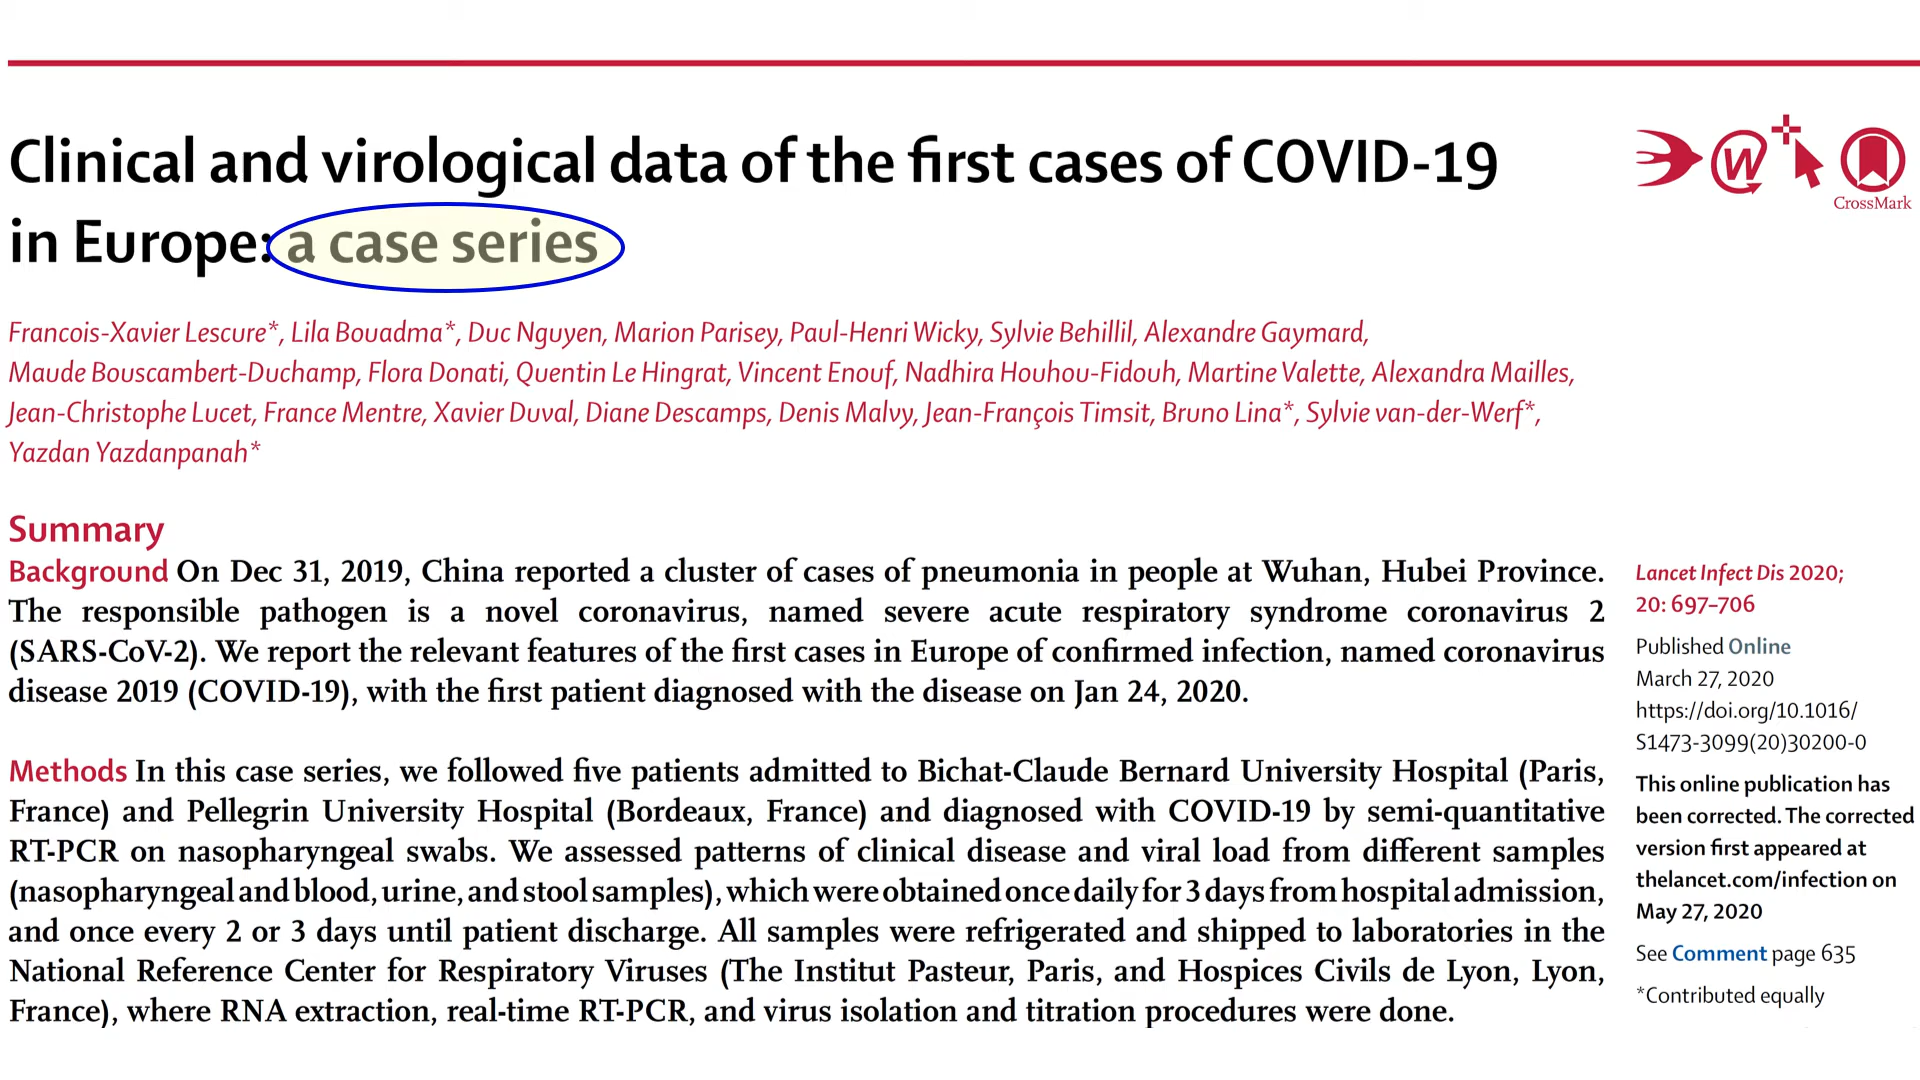 Clinical and virological data of the first cases of COVID-19
in Europe: a case series
W
CrossMark
Francois-Xavier Lescure*, Lila Bouadma*, Duc Nguyen, Marion Parisey, Paul-Henri Wicky, Sylvie Behillil, Alexandre Gaymard,
Maude Bouscambert-Duchamp, Flora Donati, Quentin Le Hingrat, Vincent Enouf, Nadhira Houhou-Fidouh, Martine Valette, Alexandra Mailles,
Jean-Christophe Lucet, France Mentre, Xavier Duval, Diane Descamps, Denis Malvy, Jean-François Timsit, Bruno Lina*, Sylvie van-der-Werf*,
Yazdan Yazdanpanah*
Summary
Background On Dec 31, 2019, China reported a cluster of cases of pneumonia in people at Wuhan, Hubei Province.
The responsible pathogen is a novel coronavirus, named severe acute respiratory syndrome coronavirus 2
(SARS-CoV-2). We report the relevant features of the first cases in Europe of confirmed infection, named coronavirus
disease 2019 (COVID-19), with the first patient diagnosed with the disease on Jan 24, 2020.
Methods In this case series, we followed five patients admitted to Bichat-Claude Bernard University Hospital (Paris,
France) and Pellegrin University Hospital (Bordeaux, France) and diagnosed with COVID-19 by semi-quantitative
RT-PCR on nasopharyngeal swabs. We assessed patterns of clinical disease and viral load from different samples
(nasopharyngeal and blood, urine, and stool samples), which were obtained once daily for 3 days from hospital admission,
and once every 2 or 3 days until patient discharge. All samples were refrigerated and shipped to laboratories in the
National Reference Center for Respiratory Viruses (The Institut Pasteur, Paris, and Hospices Civils de Lyon, Lyon,
France), where RNA extraction, real-time RT-PCR, and virus isolation and titration procedures were done.
Lancet Infect Dis 2020;
20: 697–706
Published Online
March 27, 2020
https://doi.org/10.1016/
S1473-3099(20)30200-0
This online publication has
been corrected. The corrected
version first appeared at
thelancet.com/infection on
May 27, 2020
See Comment page 635
*Contributed equally